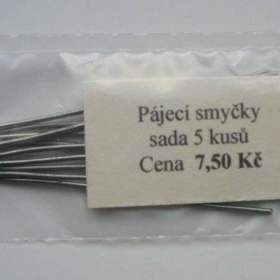 Pájecí smyčky
sada 5 kusů
Cena 7,50 Kč